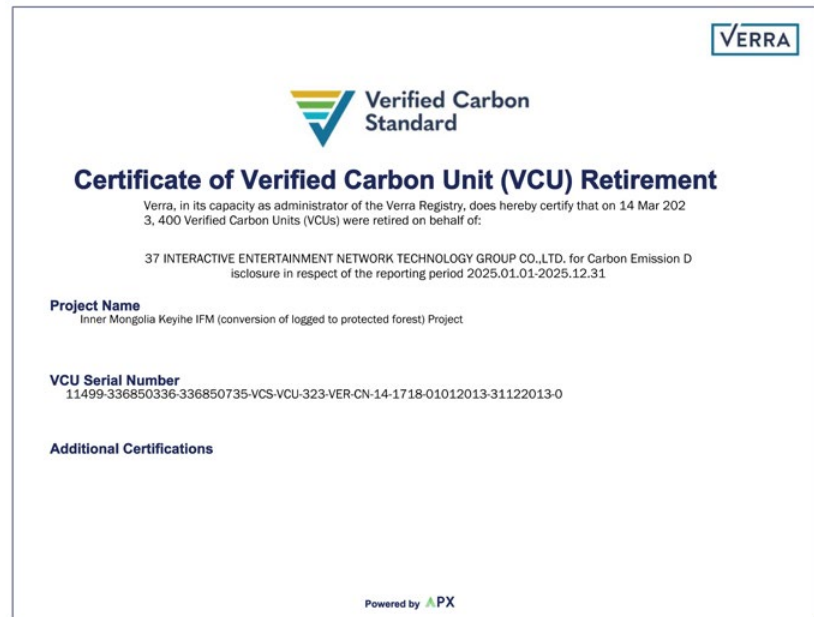 VERRA
Verified Carbon
Standard
Certificate of Verified Carbon Unit (VCU) Retirement
Verra, in its capacity as administrator of the Verra Registry, does hereby certify that on 14 Mar 202
3, 400 Verified Carbon Units (VCUs) were retired on behalf of:
37 INTERACTIVE ENTERTAINMENT NETWORK TECHNOLOGY GROUP CO.,LTD. for Carbon Emission D
isclosure in respect of the reporting period 2025.01.01-2025.12.31
Project Name
Inner Mongolia Keyihe IFM (conversion of logged to protected forest) Project
VCU Serial Number
11499-336850336-336850735-VCS-VCU-323-VER-CN-14-1718-01012013-31122013-0
Additional Certifications
Powered by APX